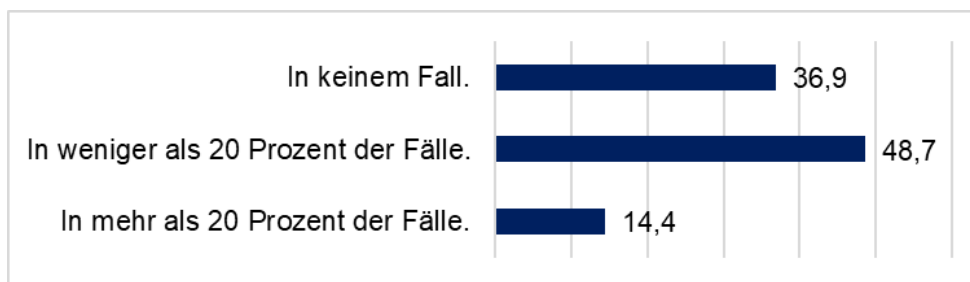 In keinem Fall. 36,9
In weniger als 20 Prozent der Fälle. 48,7
In mehr als 20 Prozent der Fälle. 14,4